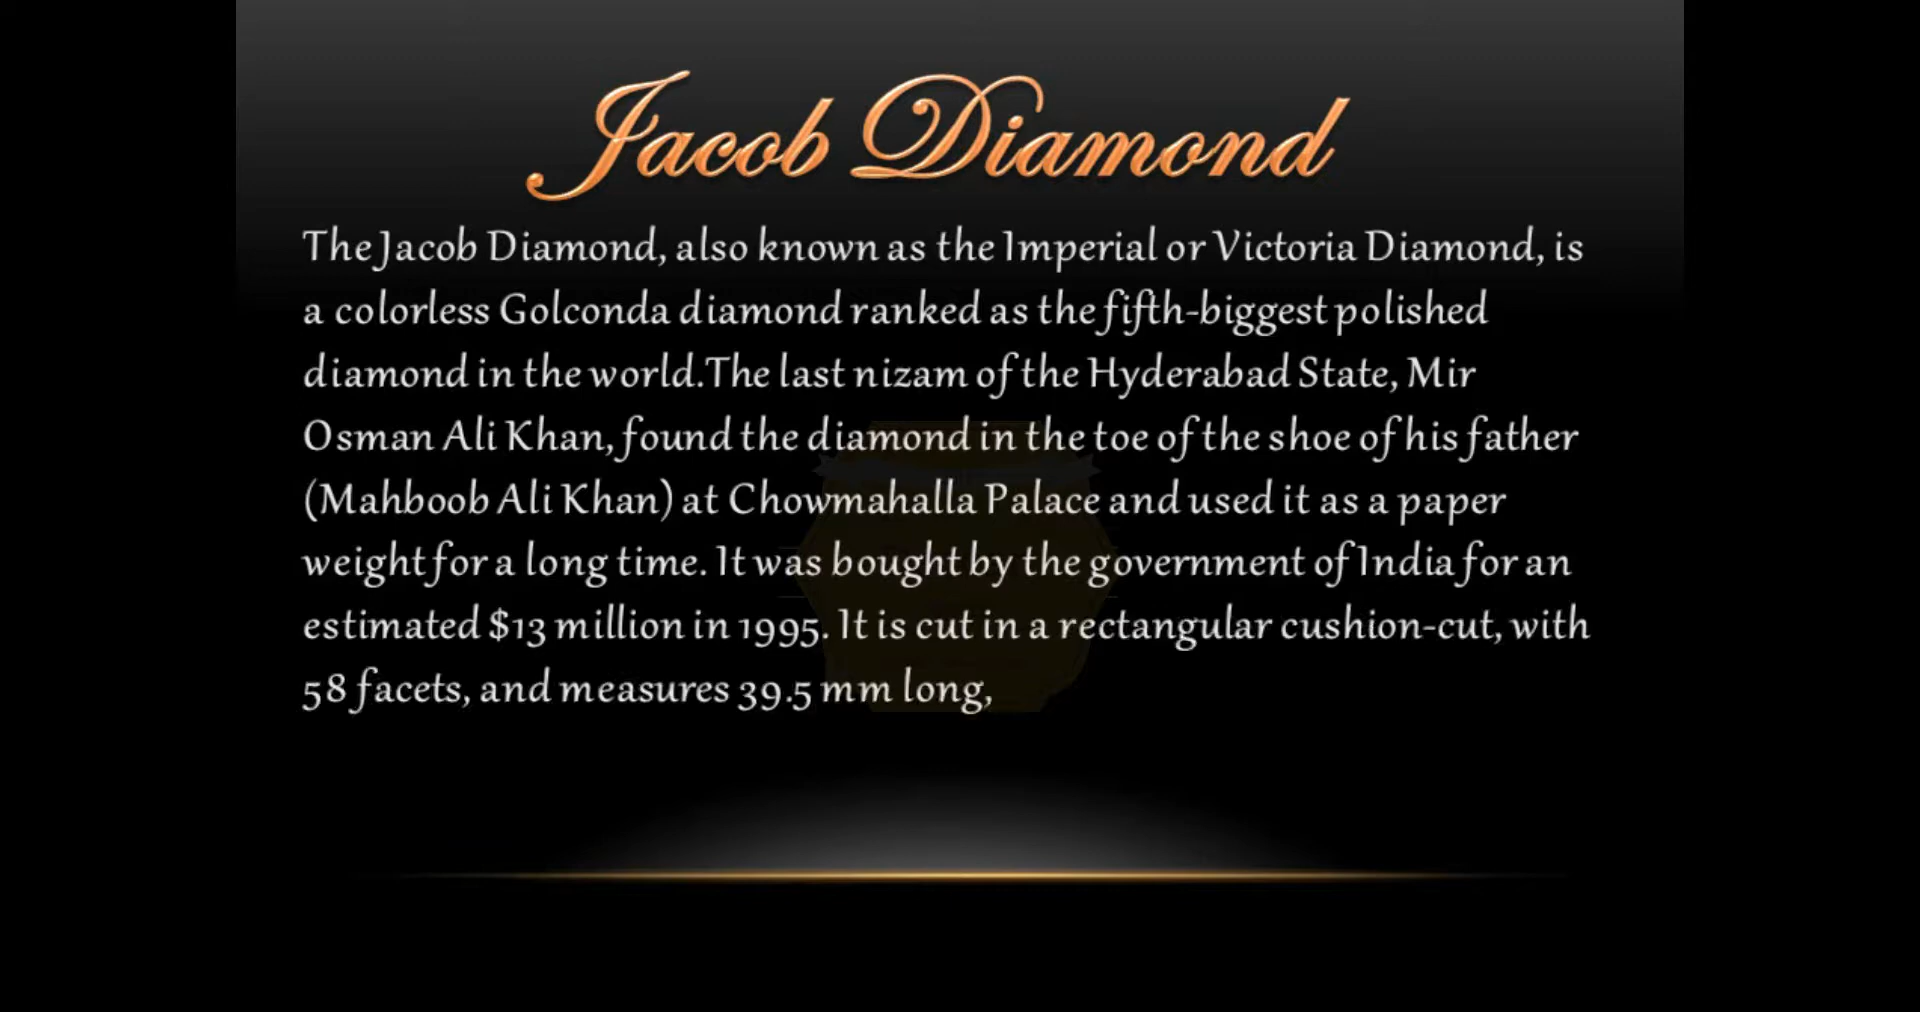 Jacob Diamond
The Jacob Diamond, also known as the Imperial or Victoria Diamond, is
a colorless Golconda diamond ranked as the fifth-biggest polished
diamond in the world.The last nizam of the Hyderabad State, Mir
Osman Ali Khan, found the diamond in the toe of the shoe of his father
(Mahboob Ali Khan) at Chowmahalla Palace and used it as a paper
weight for a long time. It was bought by the government of India for an
estimated $13 million in 1995. It is cut in a rectangular cushion-cut, with
58 facets, and measures 39.5 mm long,